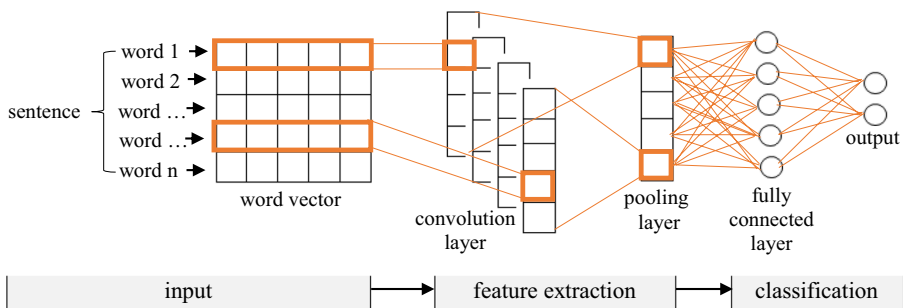 word 1
word 2
sentence
word …
word …
word n
word vector
convolution
layer
pooling
layer
fully
connected
layer
output
input
feature extraction
classification